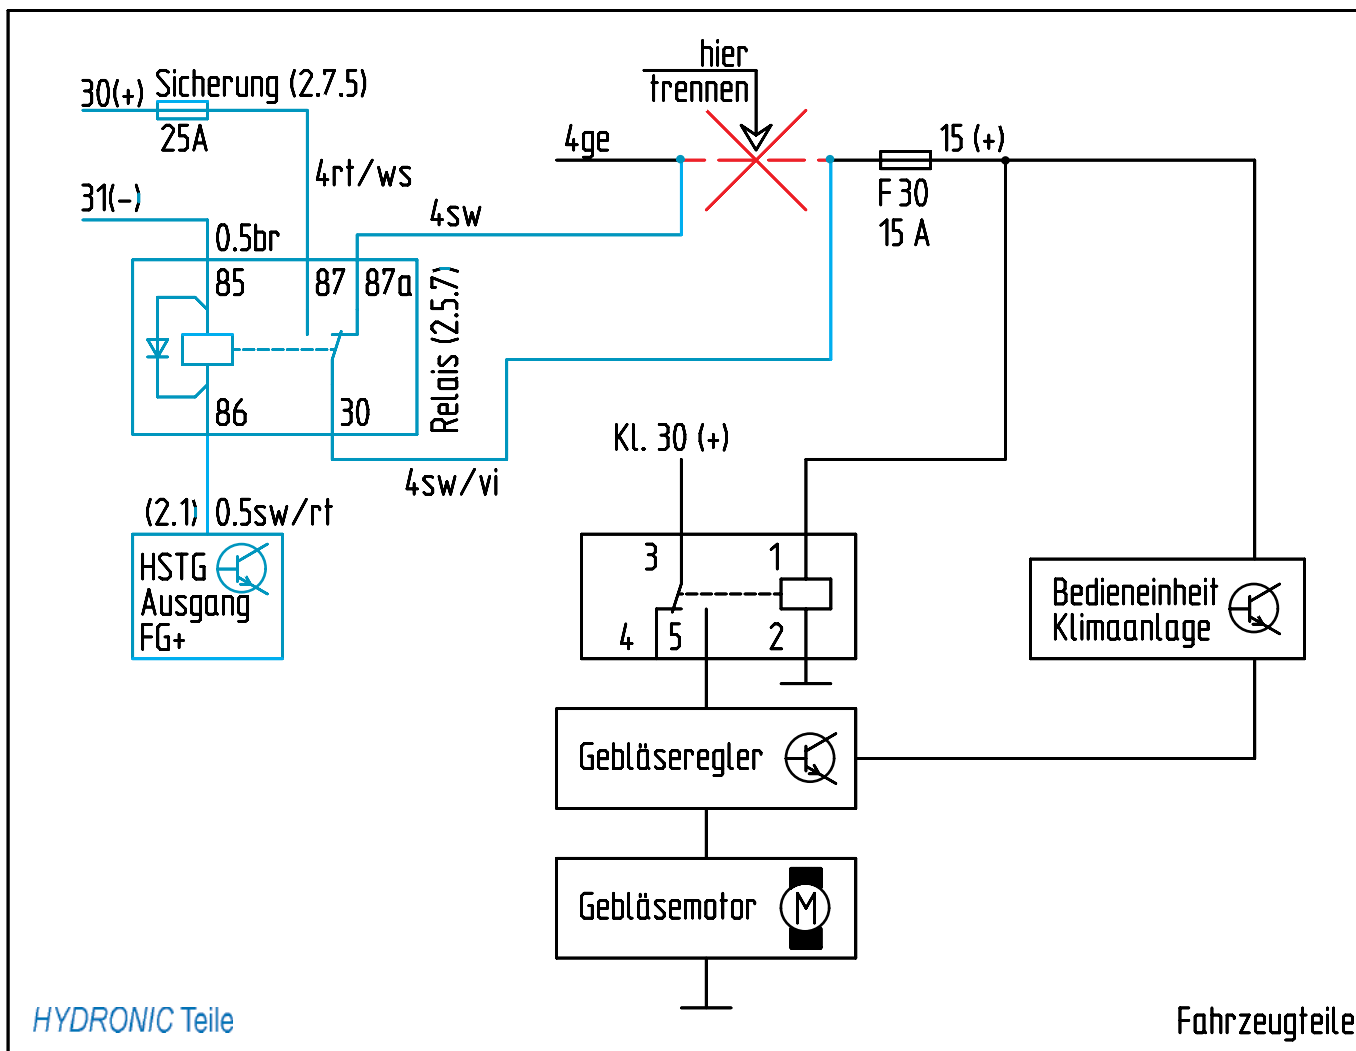 hier
trennen
30(+)
Sicherung (2.7.5)
25A
4ge
15 (+)
F 30
15 A
4rt/ws
31(-)
4sw
0.5br
85
87
87a
Relais (2.5.7)
86
30
4sw/vi
Kl. 30 (+)
(2.1)
0.5sw/rt
HSTG
Ausgang
FG+
3
1
4
5
2
Bedieneinheit
Klimaanlage
Gebläseregler
Gebläsemotor
M
HYDRONIC Teile
Fahrzeugteile